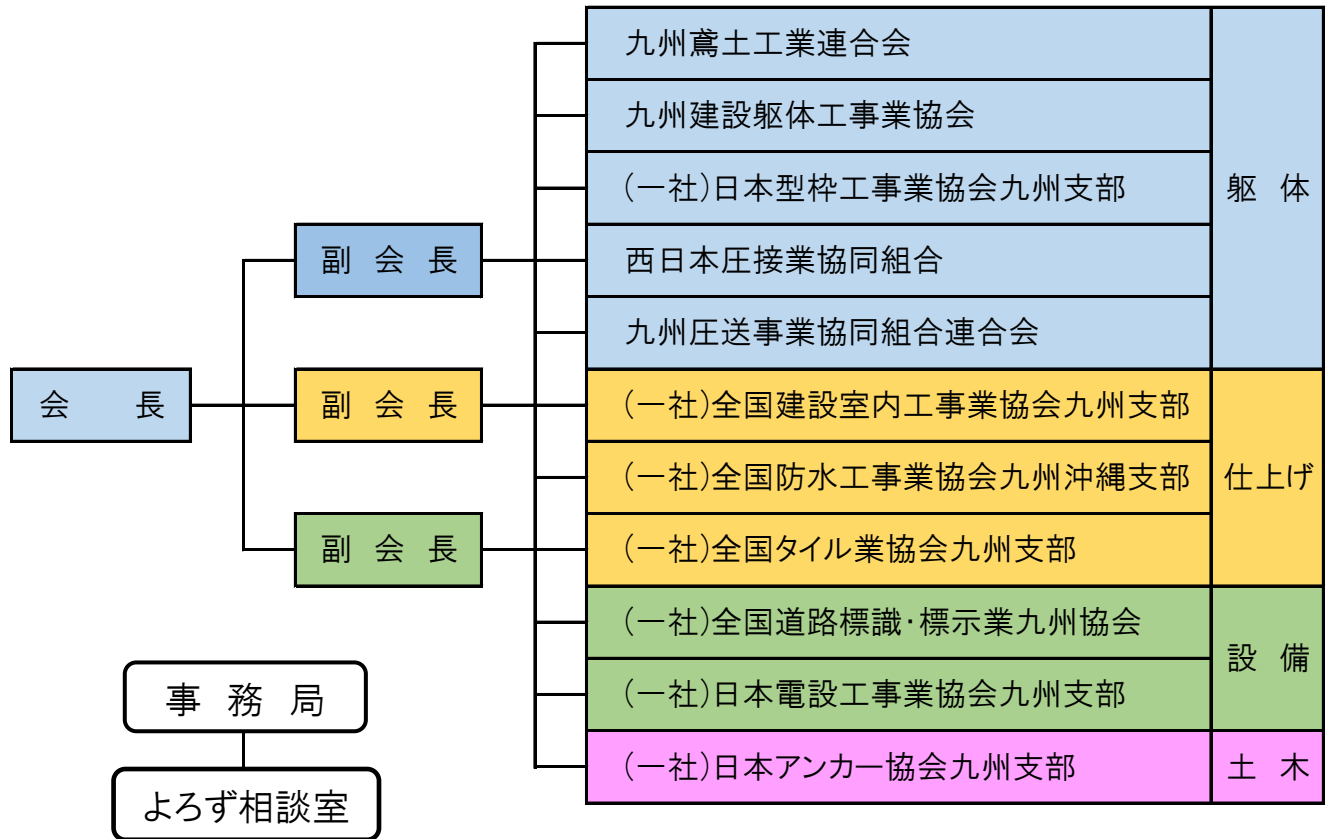 会長
副会長
副会長
副会長
事務局
よろず相談室
九州鳶土工業連合会
九州建設躯体工事業協会
(一社)日本型枠工事業協会九州支部
西日本圧接業協同組合
九州圧送事業協同組合連合会
躯体
(一社)全国建設室内工事業協会九州支部
(一社)全国防水工事業協会九州沖縄支部
(一社)全国タイル業協会九州支部
仕上げ
(一社)全国道路標識・標示業九州協会
(一社)日本電設工事業協会九州支部
設備
(一社)日本アンカー協会九州支部
土木